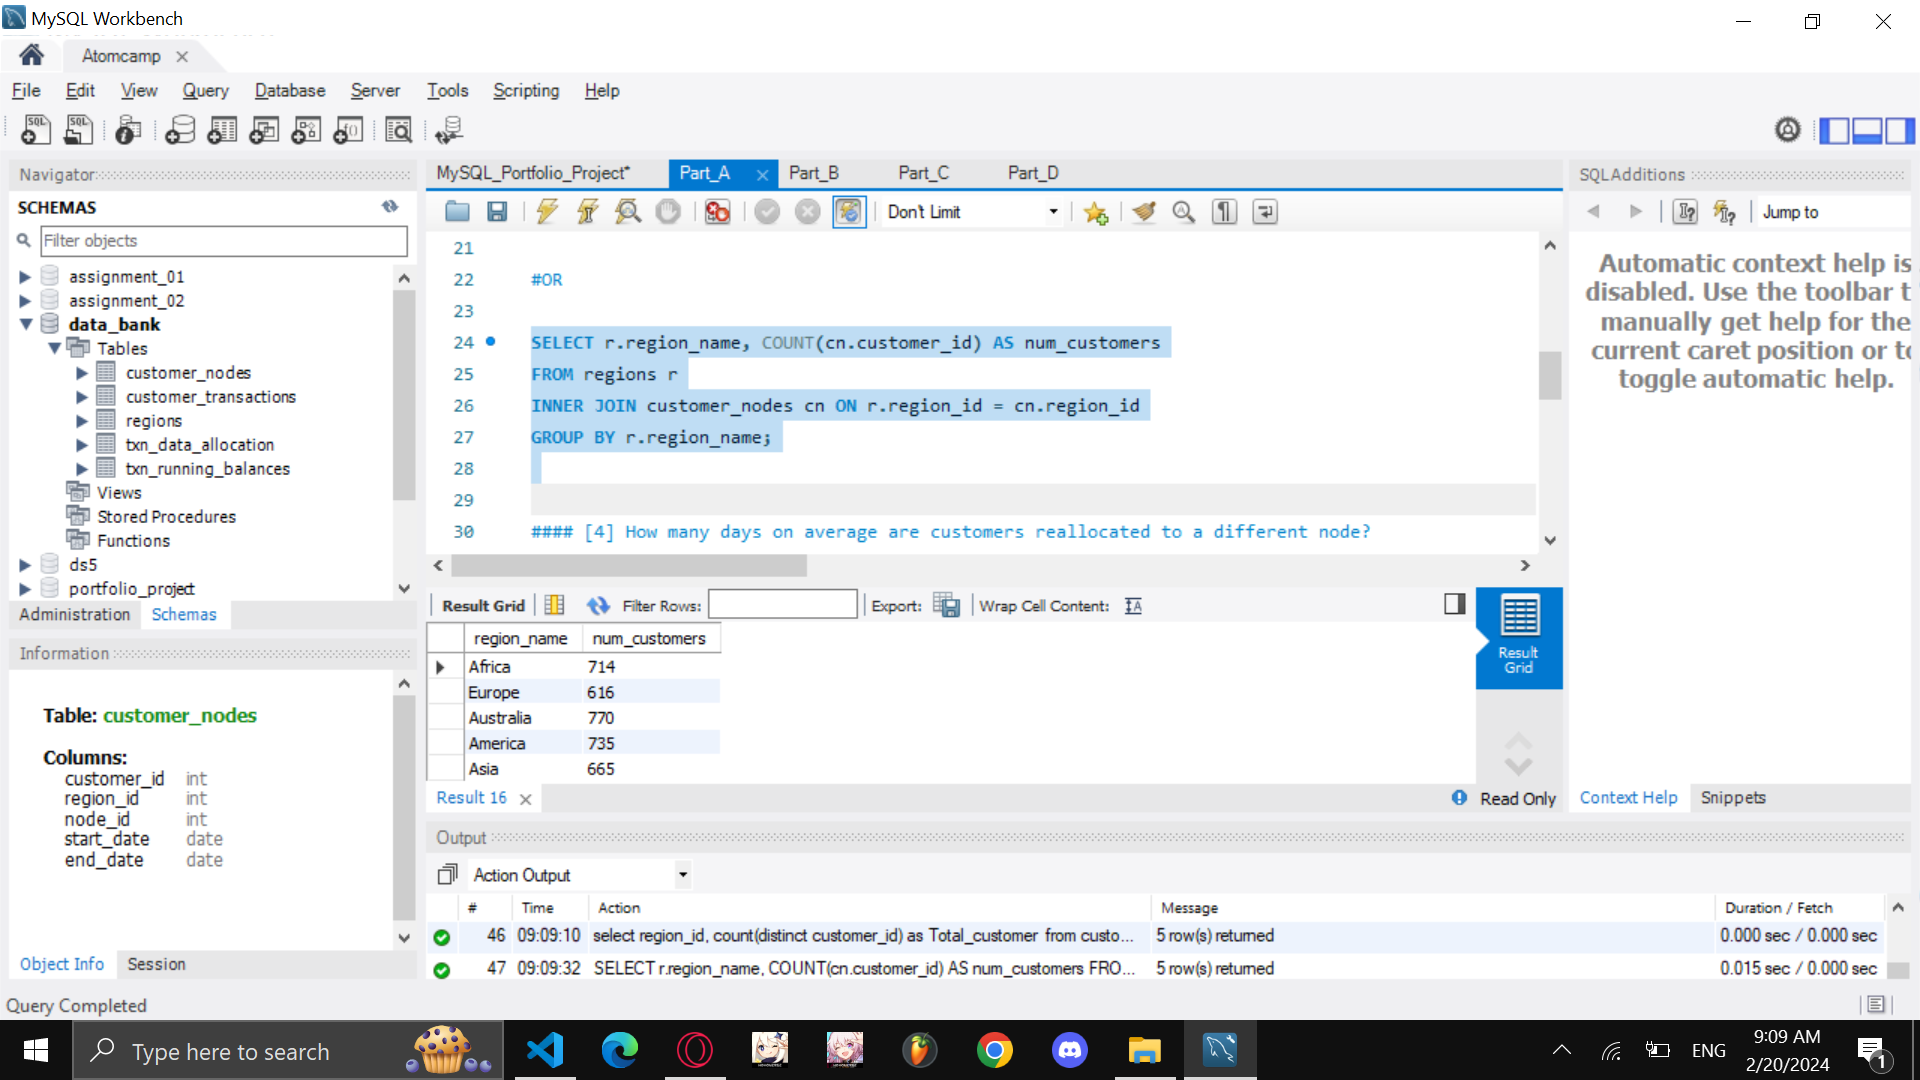 MySQL Workbench
Atomcamp
File Edit View Query Database Server Tools Scripting Help
Navigator
SCHEMAS
Filter objects
assignment_01
assignment_02
data_bank
Tables
customer_nodes
customer_transactions
regions
txn_data_allocation
txn_running_balances
Views
Stored Procedures
Functions
ds5
portfolio_project
Administration Schemas
Information
Table: customer_nodes
Columns:
customer_id int
region_id int
node_id int
start_date date
end_date date
Object Info Session
MySQL_Portfolio_Project* Part_A Part_B Part_C Part_D
Don't Limit
21
22 #OR
23
24 SELECT r.region_name, COUNT(cn.customer_id) AS num_customers
25 FROM regions r
26 INNER JOIN customer_nodes cn ON r.region_id = cn.region_id
27 GROUP BY r.region_name;
28
29
30 #### [4] How many days on average are customers reallocated to a different node?
Result Grid Filter Rows: Export: Wrap Cell Content:
region_name num_customers
Africa 714
Europe 616
Australia 770
America 735
Asia 665
Result Grid
Result 16 Read Only
SQLAdditions
Jump to
Automatic context help is
disabled. Use the toolbar t
manually get help for the
current caret position or to
toggle automatic help.
Context Help Snippets
Output
Action Output
# Time Action Message Duration / Fetch
46 09:09:10 select region_id, count(distinct customer_id) as Total_customer from custo... 5 row(s) returned 0.000 sec / 0.000 sec
47 09:09:32 SELECT r.region_name, COUNT(cn.customer_id) AS num_customers FRO... 5 row(s) returned 0.015 sec / 0.000 sec
Query Completed
Type here to search
ENG
9:09 AM
2/20/2024
1